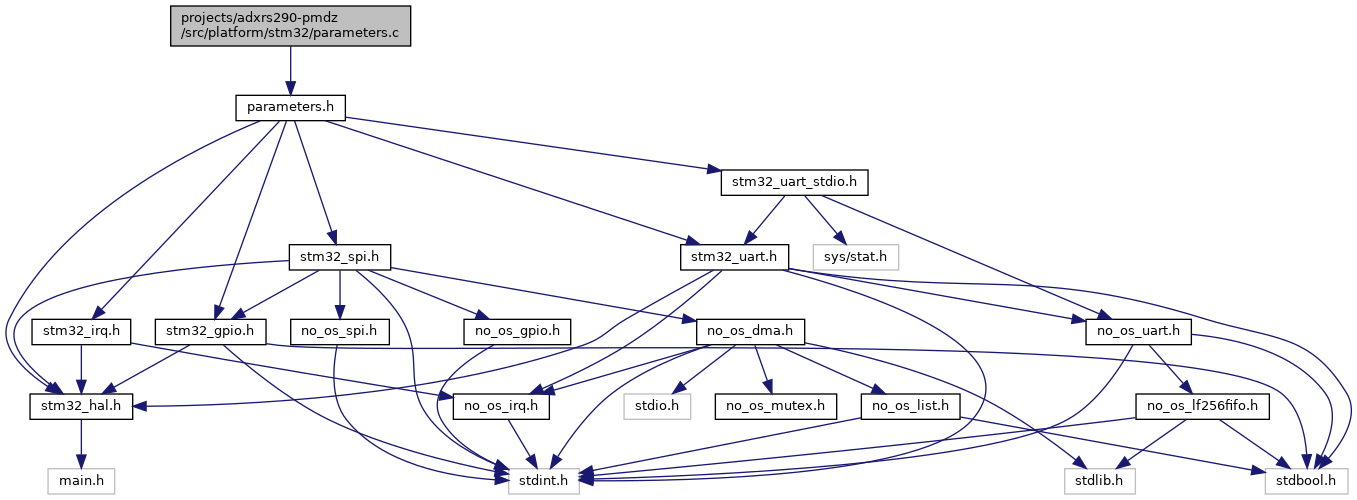 projects/adxrs290-pmdz
/src/platform/stm32/parameters.c
parameters.h
stm32_uart_stdio.h
stm32_spi.h
stm32_uart.h
sys/stat.h
stm32_irq.h
stm32_gpio.h
no_os_spi.h
no_os_gpio.h
no_os_dma.h
no_os_uart.h
stm32_hal.h
no_os_irq.h
stdio.h
no_os_mutex.h
no_os_list.h
no_os_lf256fifo.h
main.h
stdint.h
stdlib.h
stdbool.h